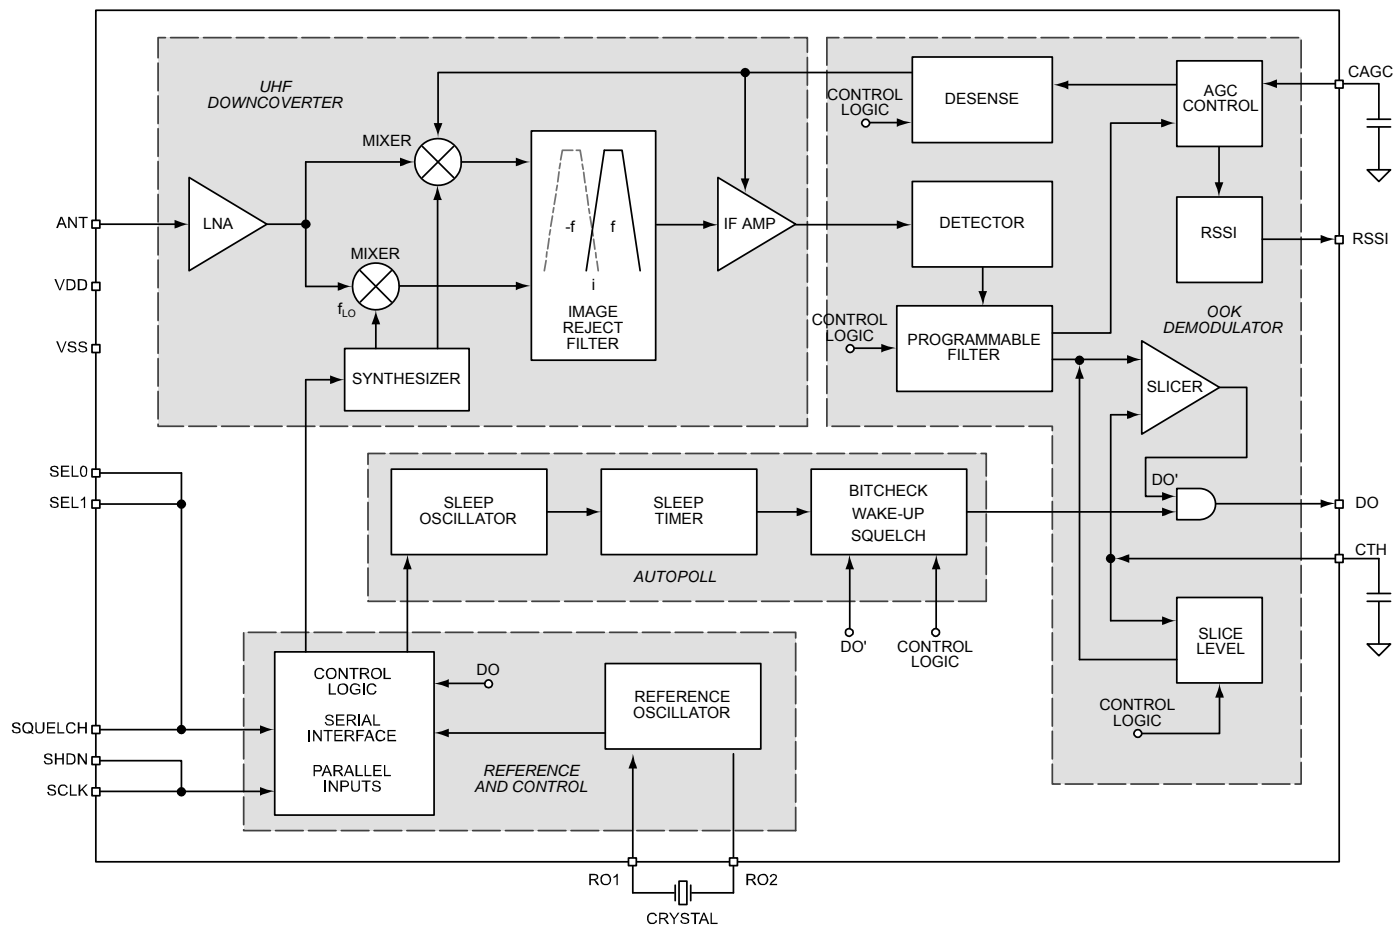 UHF
DOWNCOVERTER
MIXER
LNA
MIXER
fLO
SYNTHESIZER
-f
f
i
IMAGE
REJECT
FILTER
IF AMP
CONTROL
LOGIC
DESENSE
AGC
CONTROL
DETECTOR
RSSI
CONTROL
LOGIC
PROGRAMMABLE
FILTER
OOK
DEMODULATOR
SLICER
DO'
SLICE
LEVEL
CONTROL
LOGIC
ANT
VDD
VSS
SEL0
SEL1
SQUELCH
SHDN
SCLK
CAGC
RSSI
DO
CTH
SLEEP
OSCILLATOR
SLEEP
TIMER
BITCHECK
WAKE-UP
SQUELCH
AUTOPOLL
DO'
CONTROL
LOGIC
CONTROL
LOGIC
SERIAL
INTERFACE
PARALLEL
INPUTS
DO
REFERENCE
OSCILLATOR
REFERENCE
AND CONTROL
RO1
RO2
CRYSTAL